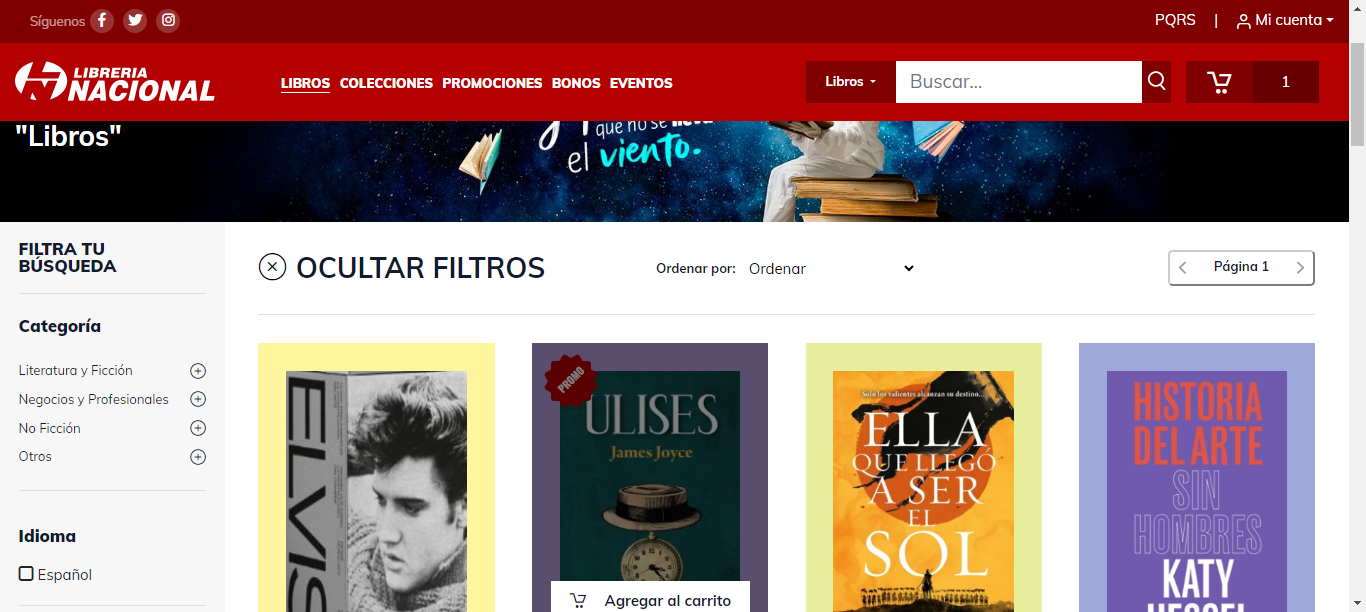 Síguenos
PQRS | Mi cuenta
LIBRERIA
NACIONAL
LIBROS COLECCIONES PROMOCIONES BONOS EVENTOS
Libros
Buscar...
1
"Libros"
que no se lleva
el viento.
FILTRA TU
BÚSQUEDA
OCULTAR FILTROS
Ordenar por: Ordenar
Página 1
Categoría
Literatura y Ficción
Negocios y Profesionales
No Ficción
Otros
Idioma
Español
ELVIS
PROMO
ULISES
James Joyce
Agregar al carrito
Solo los valientes alcanzan su destino...
ELLA
QUE LLEGÓ
A SER
EL
SOL
HISTORIA
DEL ARTE
SIN
HOMBRES
KATY
HESSEL